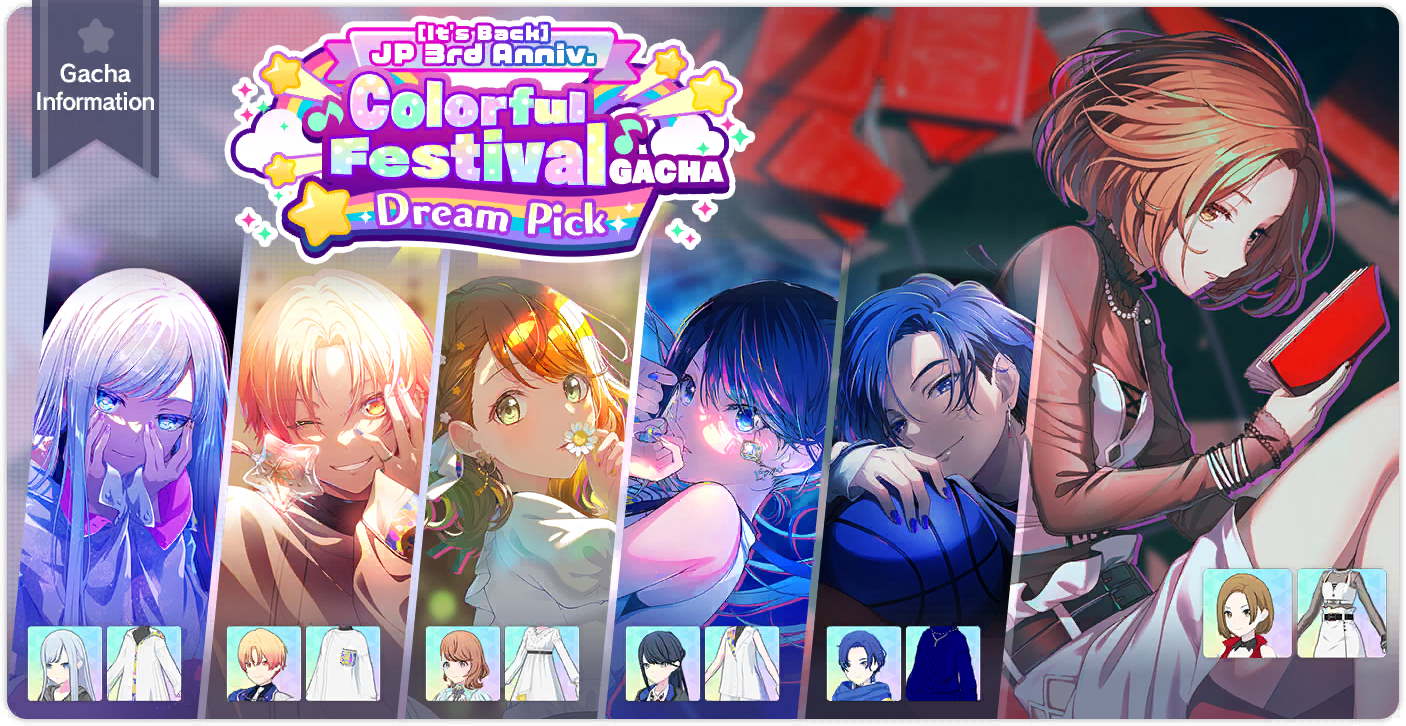 Gacha
Information
[It's Back]
JP 3rd Anniv.
Colorful
Festival
GACHA
Dream Pick